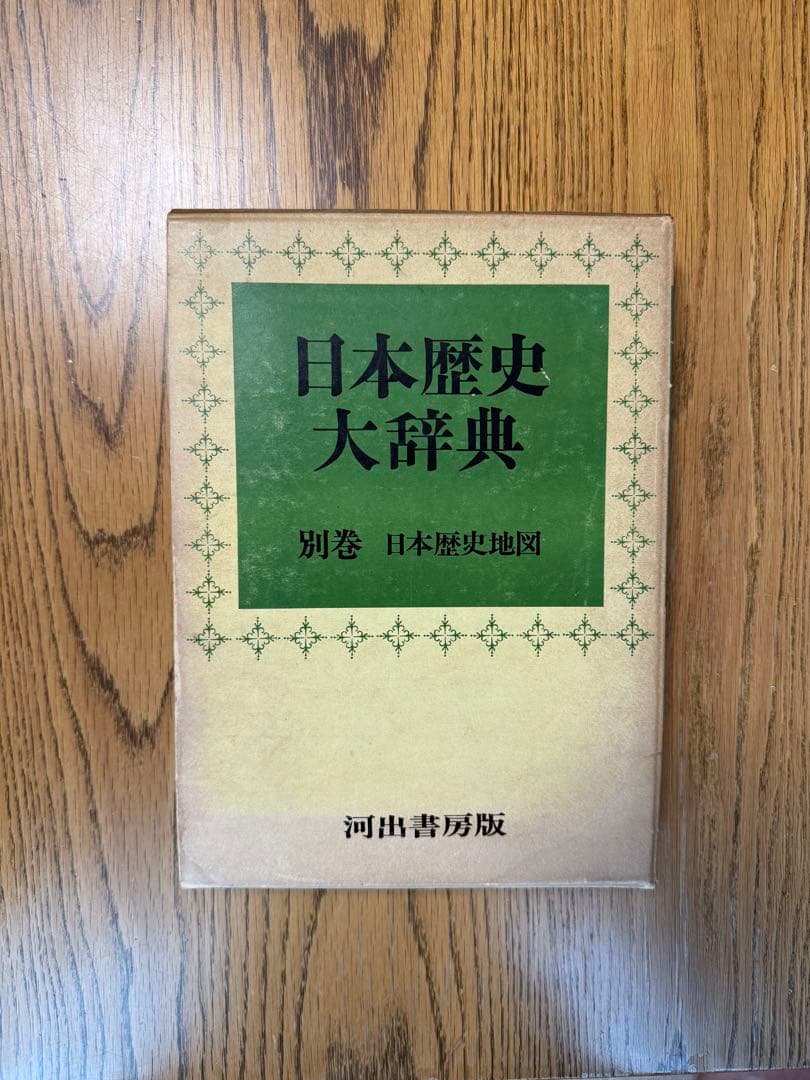 日本歴史
大辞典
別巻 日本歴史地図
河出書房版